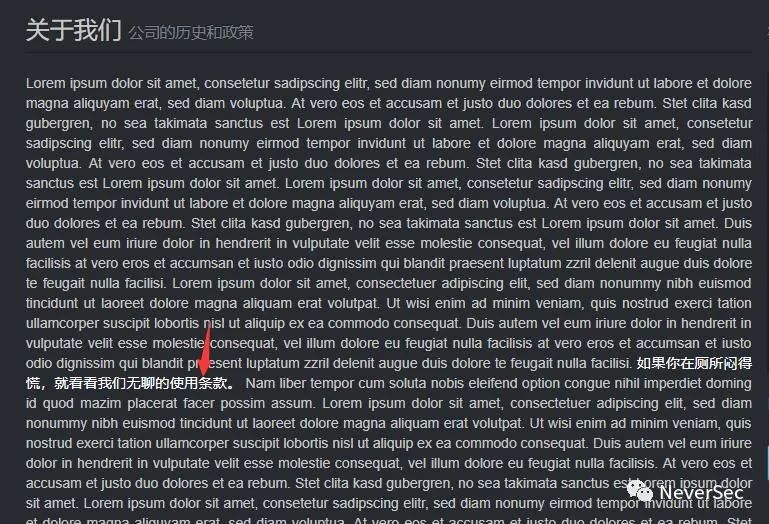 关于我们 公司的历史和政策
Lorem ipsum dolor sit amet, consetetur sadipscing elitr, sed diam nonumy eirmod tempor invidunt ut labore et dolore
magna aliquyam erat, sed diam voluptua. At vero eos et accusam et justo duo dolores et ea rebum. Stet clita kasd
gubergren, no sea takimata sanctus est Lorem ipsum dolor sit amet. Lorem ipsum dolor sit amet, consetetur
sadipscing elitr, sed diam nonumy eirmod tempor invidunt ut labore et dolore magna aliquyam erat, sed diam
voluptua. At vero eos et accusam et justo duo dolores et ea rebum. Stet clita kasd gubergren, no sea takimata
sanctus est Lorem ipsum dolor sit amet. Lorem ipsum dolor sit amet, consetetur sadipscing elitr, sed diam nonumy
eirmod tempor invidunt ut labore et dolore magna aliquyam erat, sed diam voluptua. At vero eos et accusam et justo
duo dolores et ea rebum. Stet clita kasd gubergren, no sea takimata sanctus est Lorem ipsum dolor sit amet. Duis
autem vel eum iriure dolor in hendrerit in vulputate velit esse molestie consequat, vel illum dolore eu feugiat nulla
facilisis at vero eros et accumsan et iusto odio dignissim qui blandit praesent luptatum zzril delenit augue duis dolore
te feugait nulla facilisi. Lorem ipsum dolor sit amet, consectetuer adipiscing elit, sed diam nonummy nibh euismod
tincidunt ut laoreet dolore magna aliquam erat volutpat. Ut wisi enim ad minim veniam, quis nostrud exerci tation
ullamcorper suscipit lobortis nisl ut aliquip ex ea commodo consequat. Duis autem vel eum iriure dolor in hendrerit in
vulputate velit esse molestie consequat, vel illum dolore eu feugiat nulla facilisis at vero eros et accumsan et iusto
odio dignissim qui blandit praesent luptatum zzril delenit augue duis dolore te feugait nulla facilisi. 如果你在厕所闷得
慌，就看看我们无聊的使用条款。 Nam liber tempor cum soluta nobis eleifend option congue nihil imperdiet doming
id quod mazim placerat facer possim assum. Lorem ipsum dolor sit amet, consectetuer adipiscing elit, sed diam
nonummy nibh euismod tincidunt ut laoreet dolore magna aliquam erat volutpat. Ut wisi enim ad minim veniam, quis
nostrud exerci tation ullamcorper suscipit lobortis nisl ut aliquip ex ea commodo consequat. Duis autem vel eum iriure
dolor in hendrerit in vulputate velit esse molestie consequat, vel illum dolore eu feugiat nulla facilisis. At vero eos et
accusam et justo duo dolores et ea rebum. Stet clita kasd gubergren, no sea takimata sanctus est Lorem ipsum dolor
sit amet. Lorem ipsum dolor sit amet, consetetur sadipscing elitr, sed diam nonumy eirmod tempor
et dolore magna aliquyam erat, sed diam voluptua. At vero eos et accusam et justo duo dolores et ea rebum. Stet
NeverSec